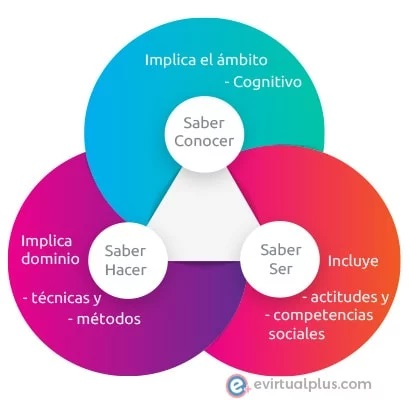 Implica el ámbito
- Cognitivo
Saber
Conocer
Implica
dominio
- técnicas y
- métodos
Saber
Hacer
Saber
Ser
Incluye
- actitudes y
- competencias
sociales
e
evirtualplus.com